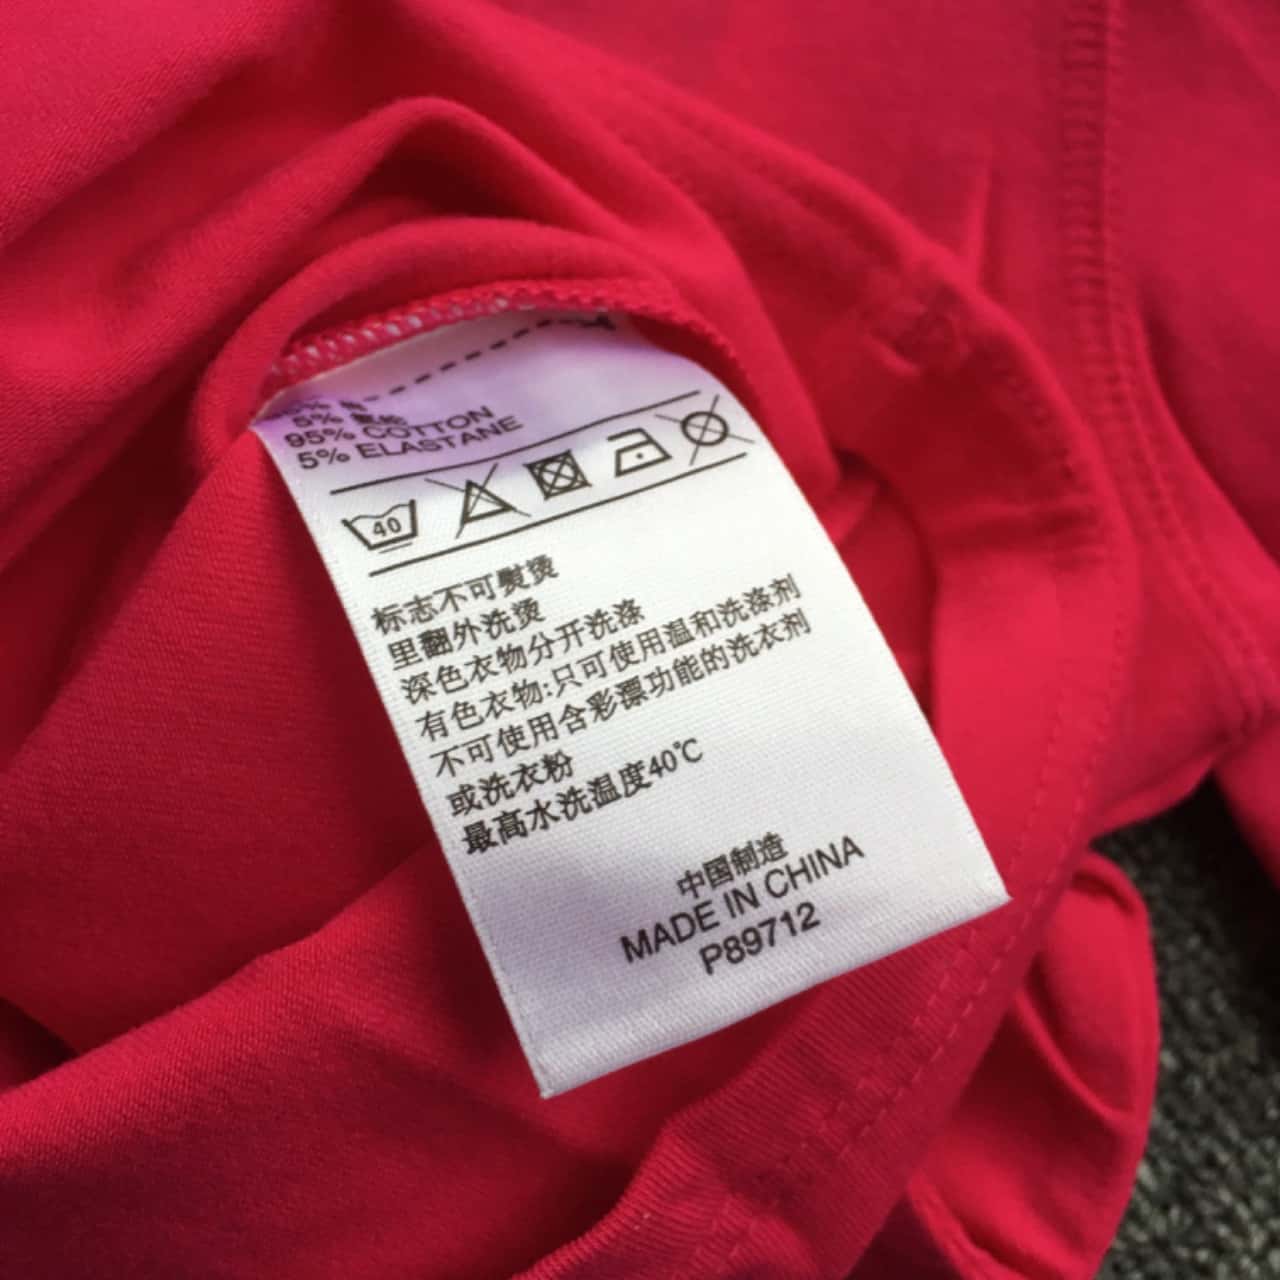 5%
95% COTTON
5% ELASTANE
40
标志不可熨烫
里翻外洗烫
深色衣物分开洗涤
有色衣物:只可使用温和洗涤剂
不可使用含彩漂功能的洗衣剂
或洗衣粉
最高水洗温度40℃
中国制造
MADE IN CHINA
P89712